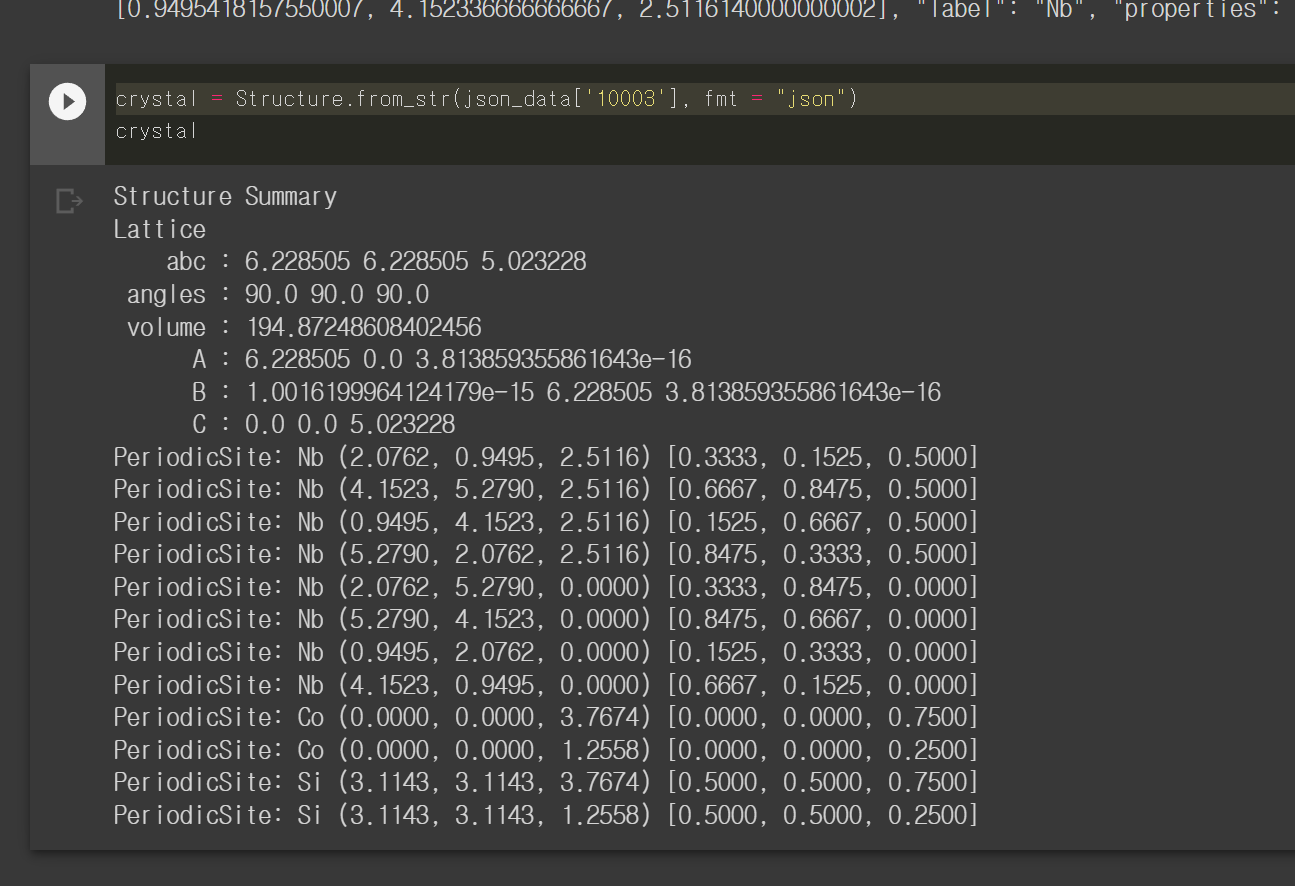 [0.9495418157550007, 4.152336666666667, 2.5116140000000002], "label": "Nb", "properties":
crystal = Structure.from_str(json_data['10003'], fmt = "json")
crystal
Structure Summary
Lattice
abc : 6.228505 6.228505 5.023228
angles : 90.0 90.0 90.0
volume : 194.87248608402456
A : 6.228505 0.0 3.813859355861643e-16
B : 1.0016199964124179e-15 6.228505 3.813859355861643e-16
C : 0.0 0.0 5.023228
PeriodicSite: Nb (2.0762, 0.9495, 2.5116) [0.3333, 0.1525, 0.5000]
PeriodicSite: Nb (4.1523, 5.2790, 2.5116) [0.6667, 0.8475, 0.5000]
PeriodicSite: Nb (0.9495, 4.1523, 2.5116) [0.1525, 0.6667, 0.5000]
PeriodicSite: Nb (5.2790, 2.0762, 2.5116) [0.8475, 0.3333, 0.5000]
PeriodicSite: Nb (2.0762, 5.2790, 0.0000) [0.3333, 0.8475, 0.0000]
PeriodicSite: Nb (5.2790, 4.1523, 0.0000) [0.8475, 0.6667, 0.0000]
PeriodicSite: Nb (0.9495, 2.0762, 0.0000) [0.1525, 0.3333, 0.0000]
PeriodicSite: Nb (4.1523, 0.9495, 0.0000) [0.6667, 0.1525, 0.0000]
PeriodicSite: Co (0.0000, 0.0000, 3.7674) [0.0000, 0.0000, 0.7500]
PeriodicSite: Co (0.0000, 0.0000, 1.2558) [0.0000, 0.0000, 0.2500]
PeriodicSite: Si (3.1143, 3.1143, 3.7674) [0.5000, 0.5000, 0.7500]
PeriodicSite: Si (3.1143, 3.1143, 1.2558) [0.5000, 0.5000, 0.2500]